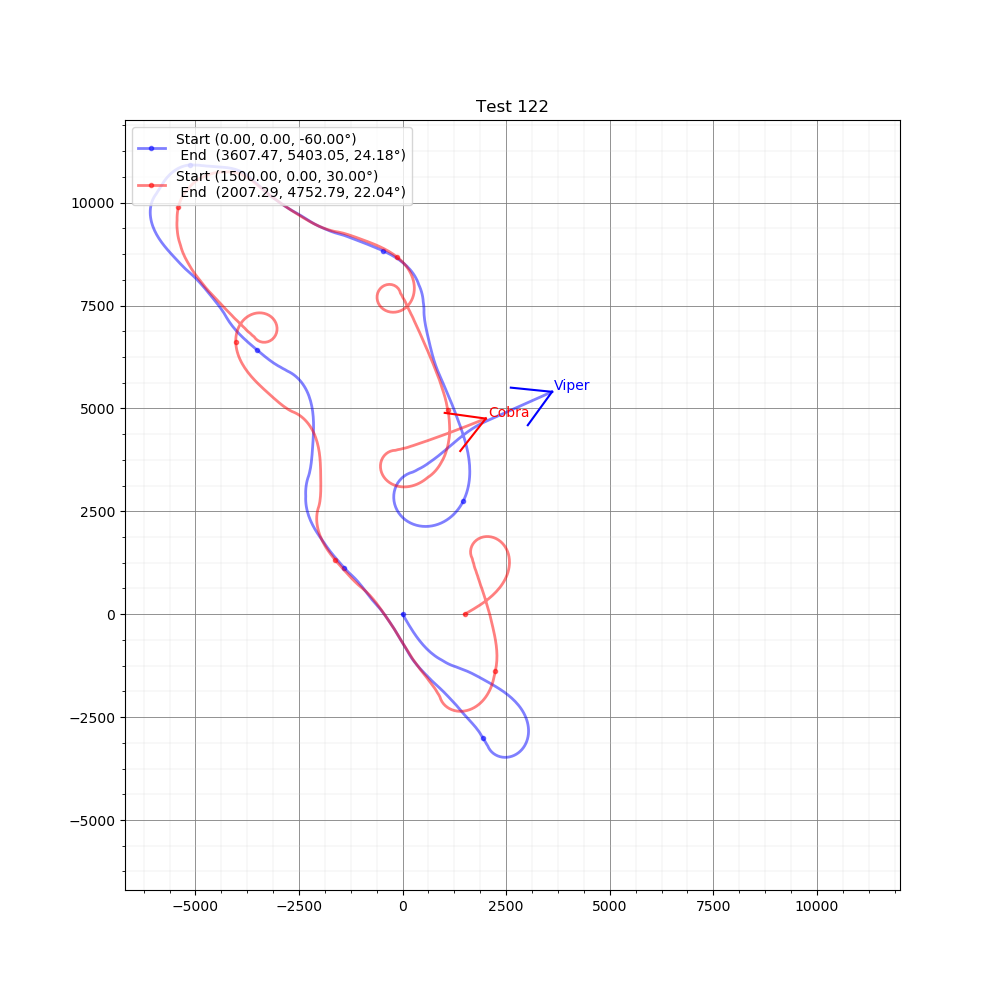 Test 122
Start (0.00, 0.00, -60.00°)
End (3607.47, 5403.05, 24.18°)
Start (1500.00, 0.00, 30.00°)
End (2007.29, 4752.79, 22.04°)
10000
7500
5000
2500
0
−2500
−5000
Viper
Cobra
−5000
−2500
0
2500
5000
7500
10000